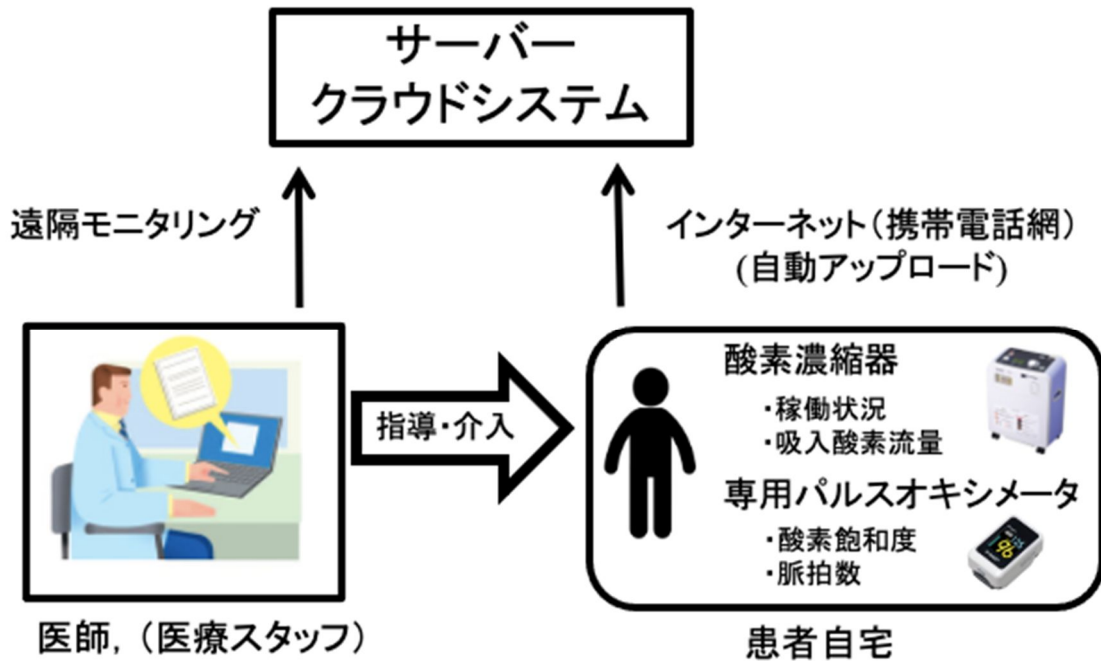 サーバー
クラウドシステム
遠隔モニタリング
インターネット（携帯電話網）
（自動アップロード）
指導・介入
酸素濃縮器
・稼働状況
・吸入酸素流量
専用パルスオキシメータ
・酸素飽和度
・脈拍数
96
医師，（医療スタッフ）
患者自宅